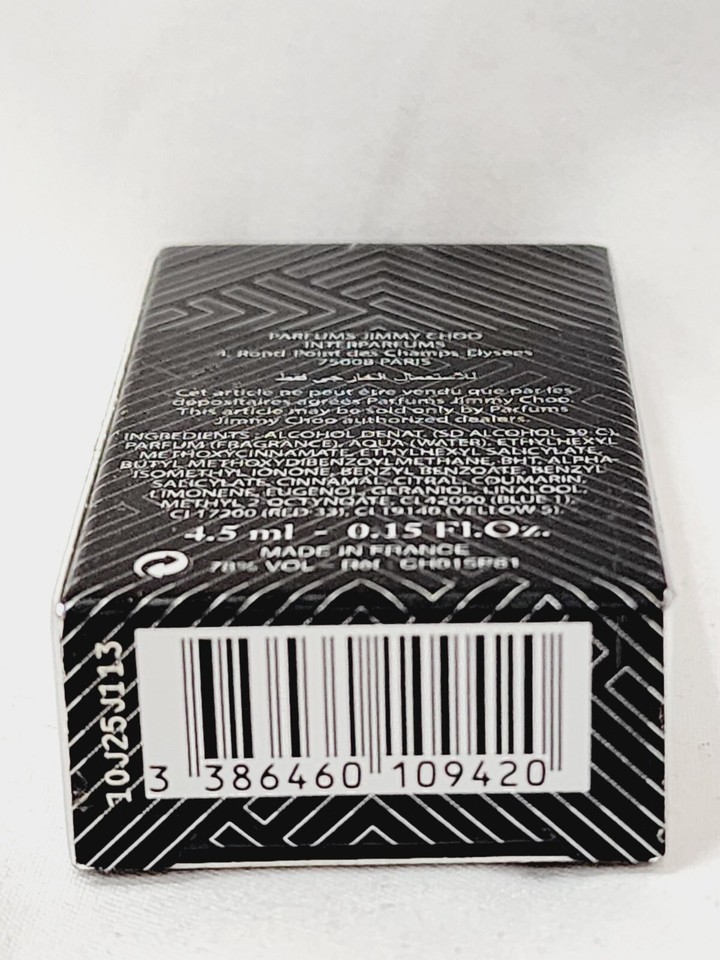 PARFUMS JIMMY CHOO
INTERPARFUMS
4, Rond-Point des Champs Elysées
75008 PARIS
للاستعمال الخارجي فقط
Cet article ne peut être vendu que par les
dépositaires agréés Parfums Jimmy Choo.
This article may be sold only by Parfums
Jimmy Choo authorized dealers.
INGREDIENTS : ALCOHOL DENAT. (SD ALCOHOL 39 C),
PARFUM (FRAGRANCE), AQUA (WATER), ETHYLHEXYL
METHOXYCINNAMATE, ETHYLHEXYL SALICYLATE,
BUTYL METHOXYDIBENZOYLMETHANE, BHT, ALPHA-
ISOMETHYL IONONE, BENZYL BENZOATE, BENZYL
SALICYLATE, CINNAMAL, CITRAL, COUMARIN,
LIMONENE, EUGENOL, GERANIOL, LINALOOL,
METHYL 2-OCTYNOATE, CI 42090 (BLUE 1),
CI 17200 (RED 33), CI 19140 (YELLOW 5).
4.5 ml - 0.15 Fl.Oz.
MADE IN FRANCE
78% VOL - Réf : CH015P81
10J25J113
3 386460 109420